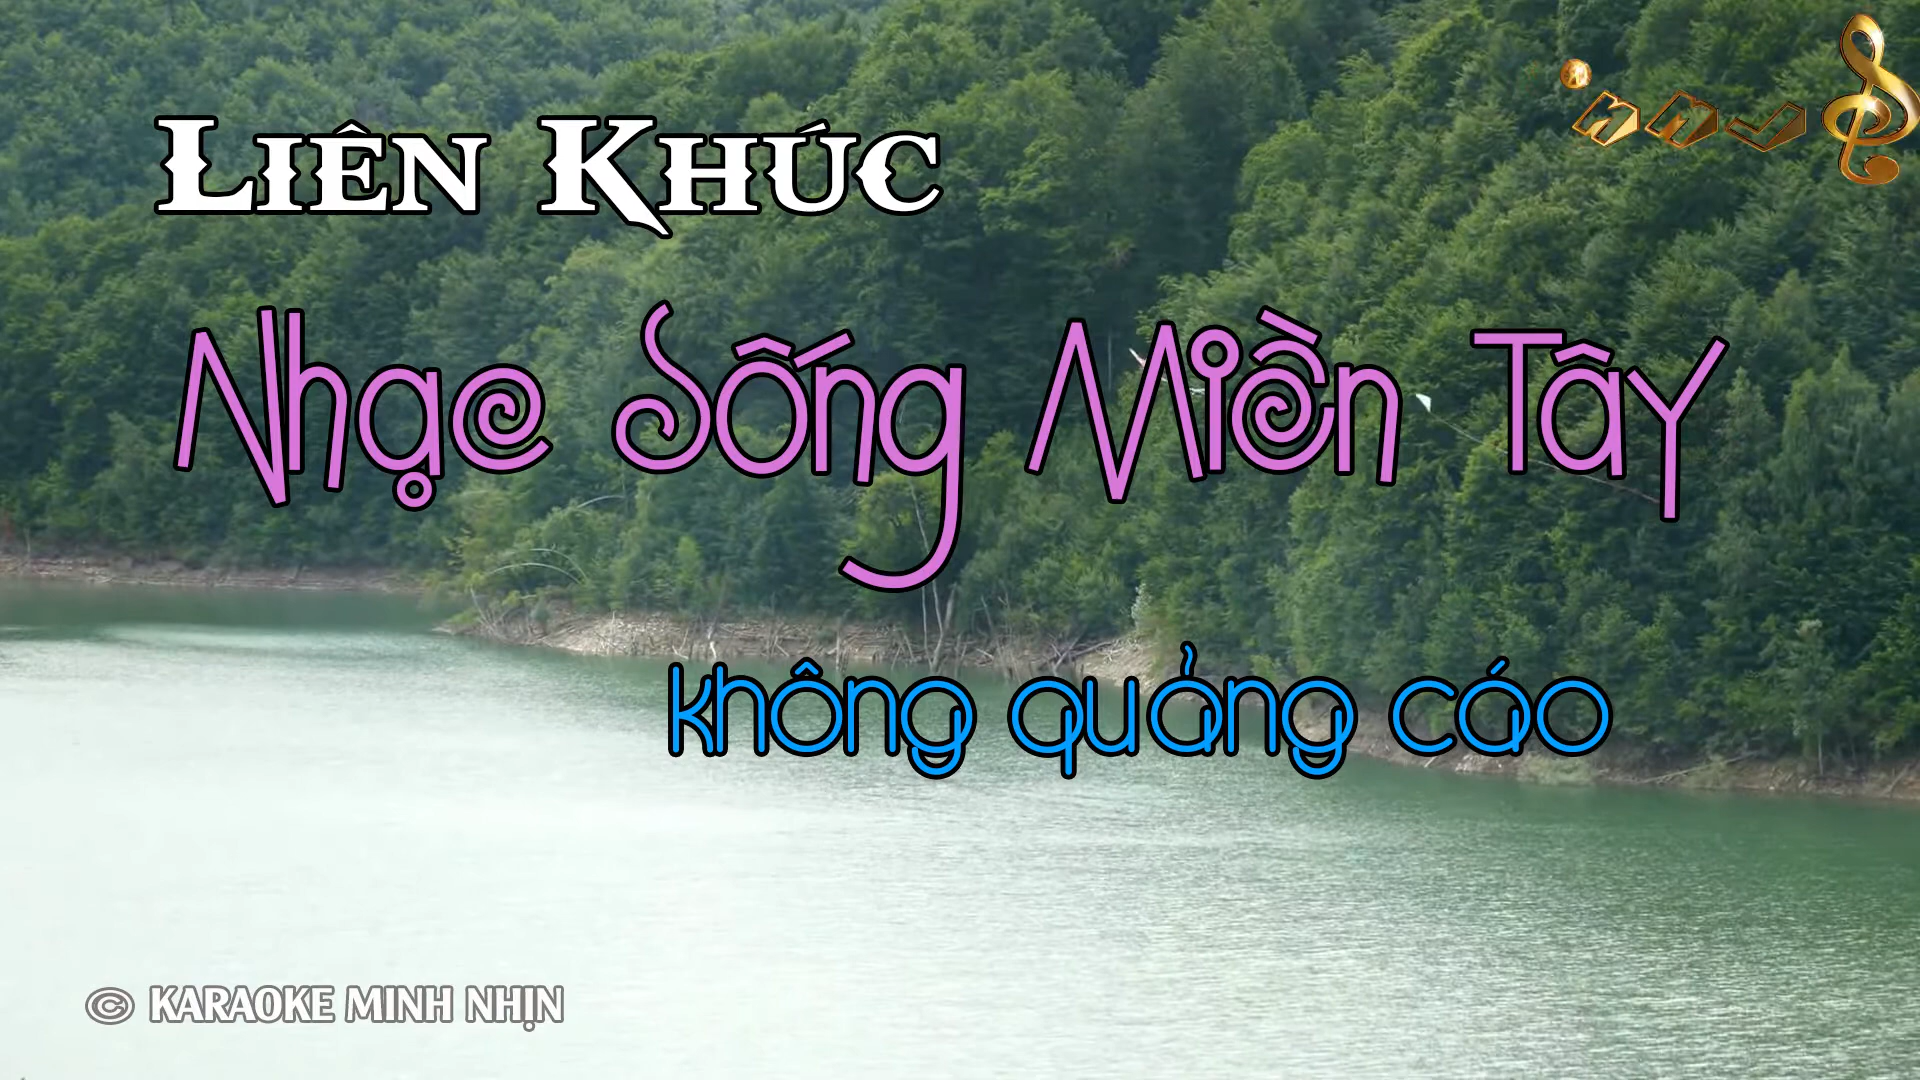 Liên Khúc
Nhạc Sống Miền Tây
không quảng cáo
© KARAOKE MINH NHỊN